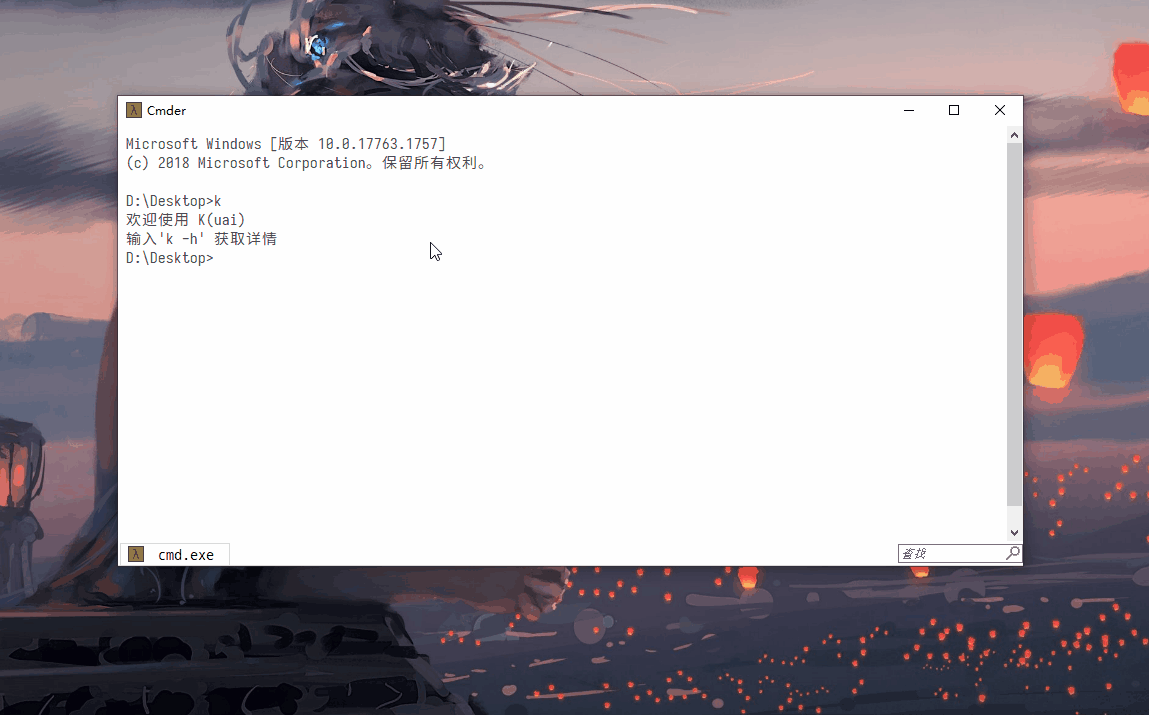 Cmder
Microsoft Windows [版本 10.0.17763.1757]
(c) 2018 Microsoft Corporation。保留所有权利。
D:\Desktop>k
欢迎使用 K(uai)
输入'k -h' 获取详情
D:\Desktop>
cmd.exe
查找